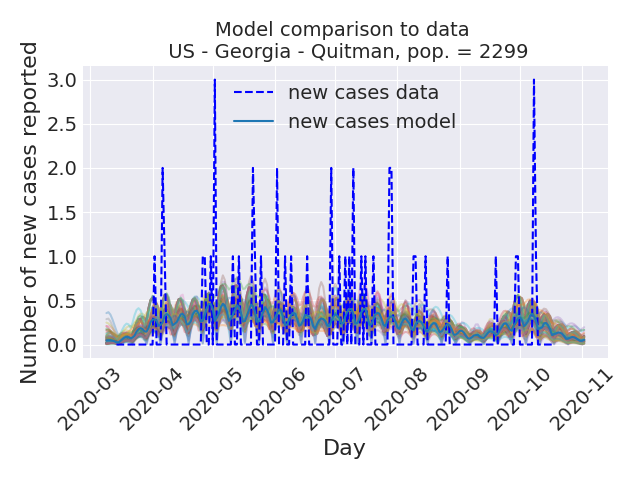 Model comparison to data
US - Georgia - Quitman, pop. = 2299
new cases data
new cases model
Number of new cases reported
3.0
2.5
2.0
1.5
1.0
0.5
0.0
2020-03
2020-04
2020-05
2020-06
2020-07
2020-08
2020-09
2020-10
2020-11
Day